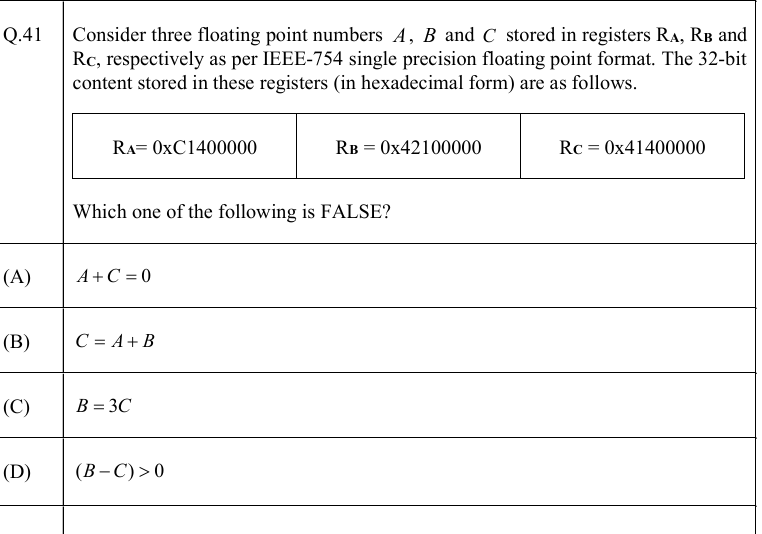 Q.41 Consider three floating point numbers A, B and C stored in registers RA, RB and
RC, respectively as per IEEE-754 single precision floating point format. The 32-bit
content stored in these registers (in hexadecimal form) are as follows.
RA= 0xC1400000 RB = 0x42100000 RC = 0x41400000
Which one of the following is FALSE?
(A) A + C = 0
(B) C = A + B
(C) B = 3C
(D) (B − C) > 0